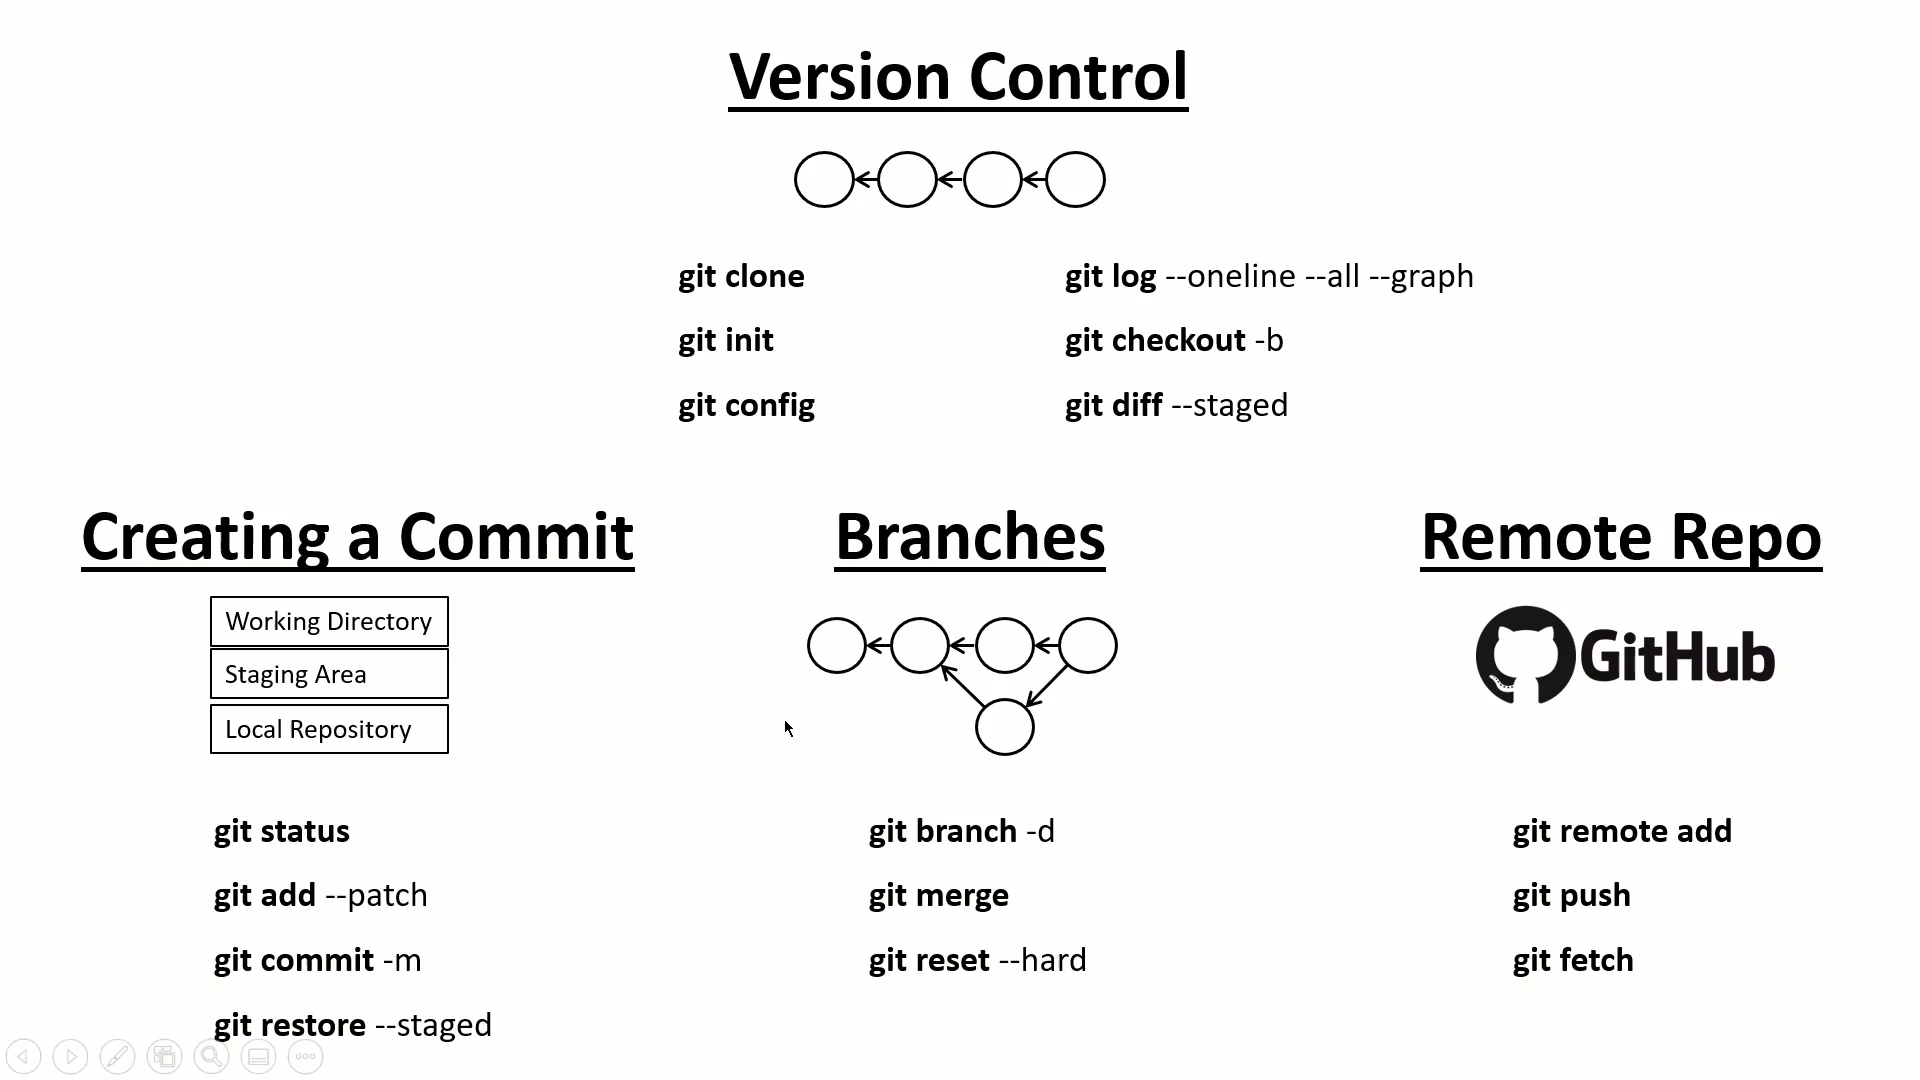 Version Control
git clone
git init
git config
git log --oneline --all --graph
git checkout -b
git diff --staged
Creating a Commit
Working Directory
Staging Area
Local Repository
git status
git add --patch
git commit -m
git restore --staged
Branches
git branch -d
git merge
git reset --hard
Remote Repo
GitHub
git remote add
git push
git fetch